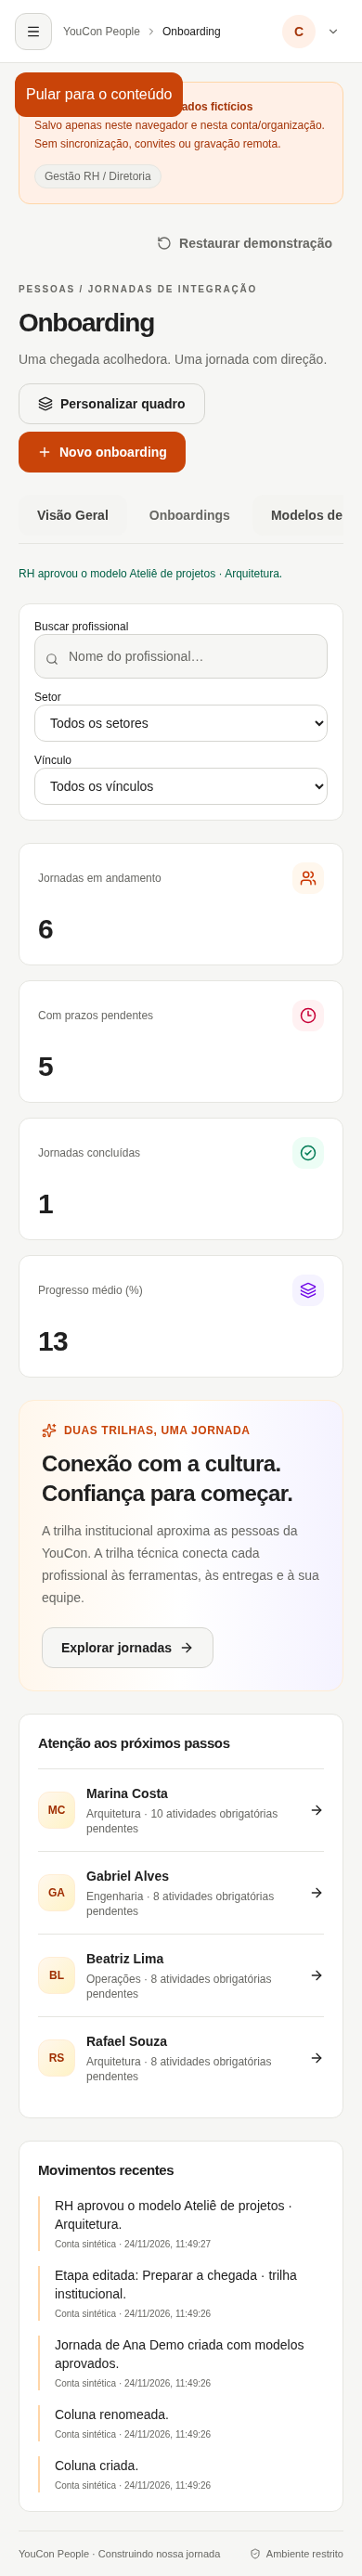 YouCon People > Onboarding
C
Pular para o conteúdo
ados fictícios
Salvo apenas neste navegador e nesta conta/organização.
Sem sincronização, convites ou gravação remota.
Gestão RH / Diretoria
Restaurar demonstração
PESSOAS / JORNADAS DE INTEGRAÇÃO
Onboarding
Uma chegada acolhedora. Uma jornada com direção.
Personalizar quadro
Novo onboarding
Visão Geral
Onboardings
Modelos de
RH aprovou o modelo Ateliê de projetos · Arquitetura.
Buscar profissional
Nome do profissional…
Setor
Todos os setores
Vínculo
Todos os vínculos
Jornadas em andamento
6
Com prazos pendentes
5
Jornadas concluídas
1
Progresso médio (%)
13
DUAS TRILHAS, UMA JORNADA
Conexão com a cultura.
Confiança para começar.
A trilha institucional aproxima as pessoas da
YouCon. A trilha técnica conecta cada
profissional às ferramentas, às entregas e à sua
equipe.
Explorar jornadas
Atenção aos próximos passos
MC
Marina Costa
Arquitetura · 10 atividades obrigatórias
pendentes
GA
Gabriel Alves
Engenharia · 8 atividades obrigatórias
pendentes
BL
Beatriz Lima
Operações · 8 atividades obrigatórias
pendentes
RS
Rafael Souza
Arquitetura · 8 atividades obrigatórias
pendentes
Movimentos recentes
RH aprovou o modelo Ateliê de projetos ·
Arquitetura.
Conta sintética · 24/11/2026, 11:49:27
Etapa editada: Preparar a chegada · trilha
institucional.
Conta sintética · 24/11/2026, 11:49:26
Jornada de Ana Demo criada com modelos
aprovados.
Conta sintética · 24/11/2026, 11:49:26
Coluna renomeada.
Conta sintética · 24/11/2026, 11:49:26
Coluna criada.
Conta sintética · 24/11/2026, 11:49:26
YouCon People · Construindo nossa jornada
Ambiente restrito